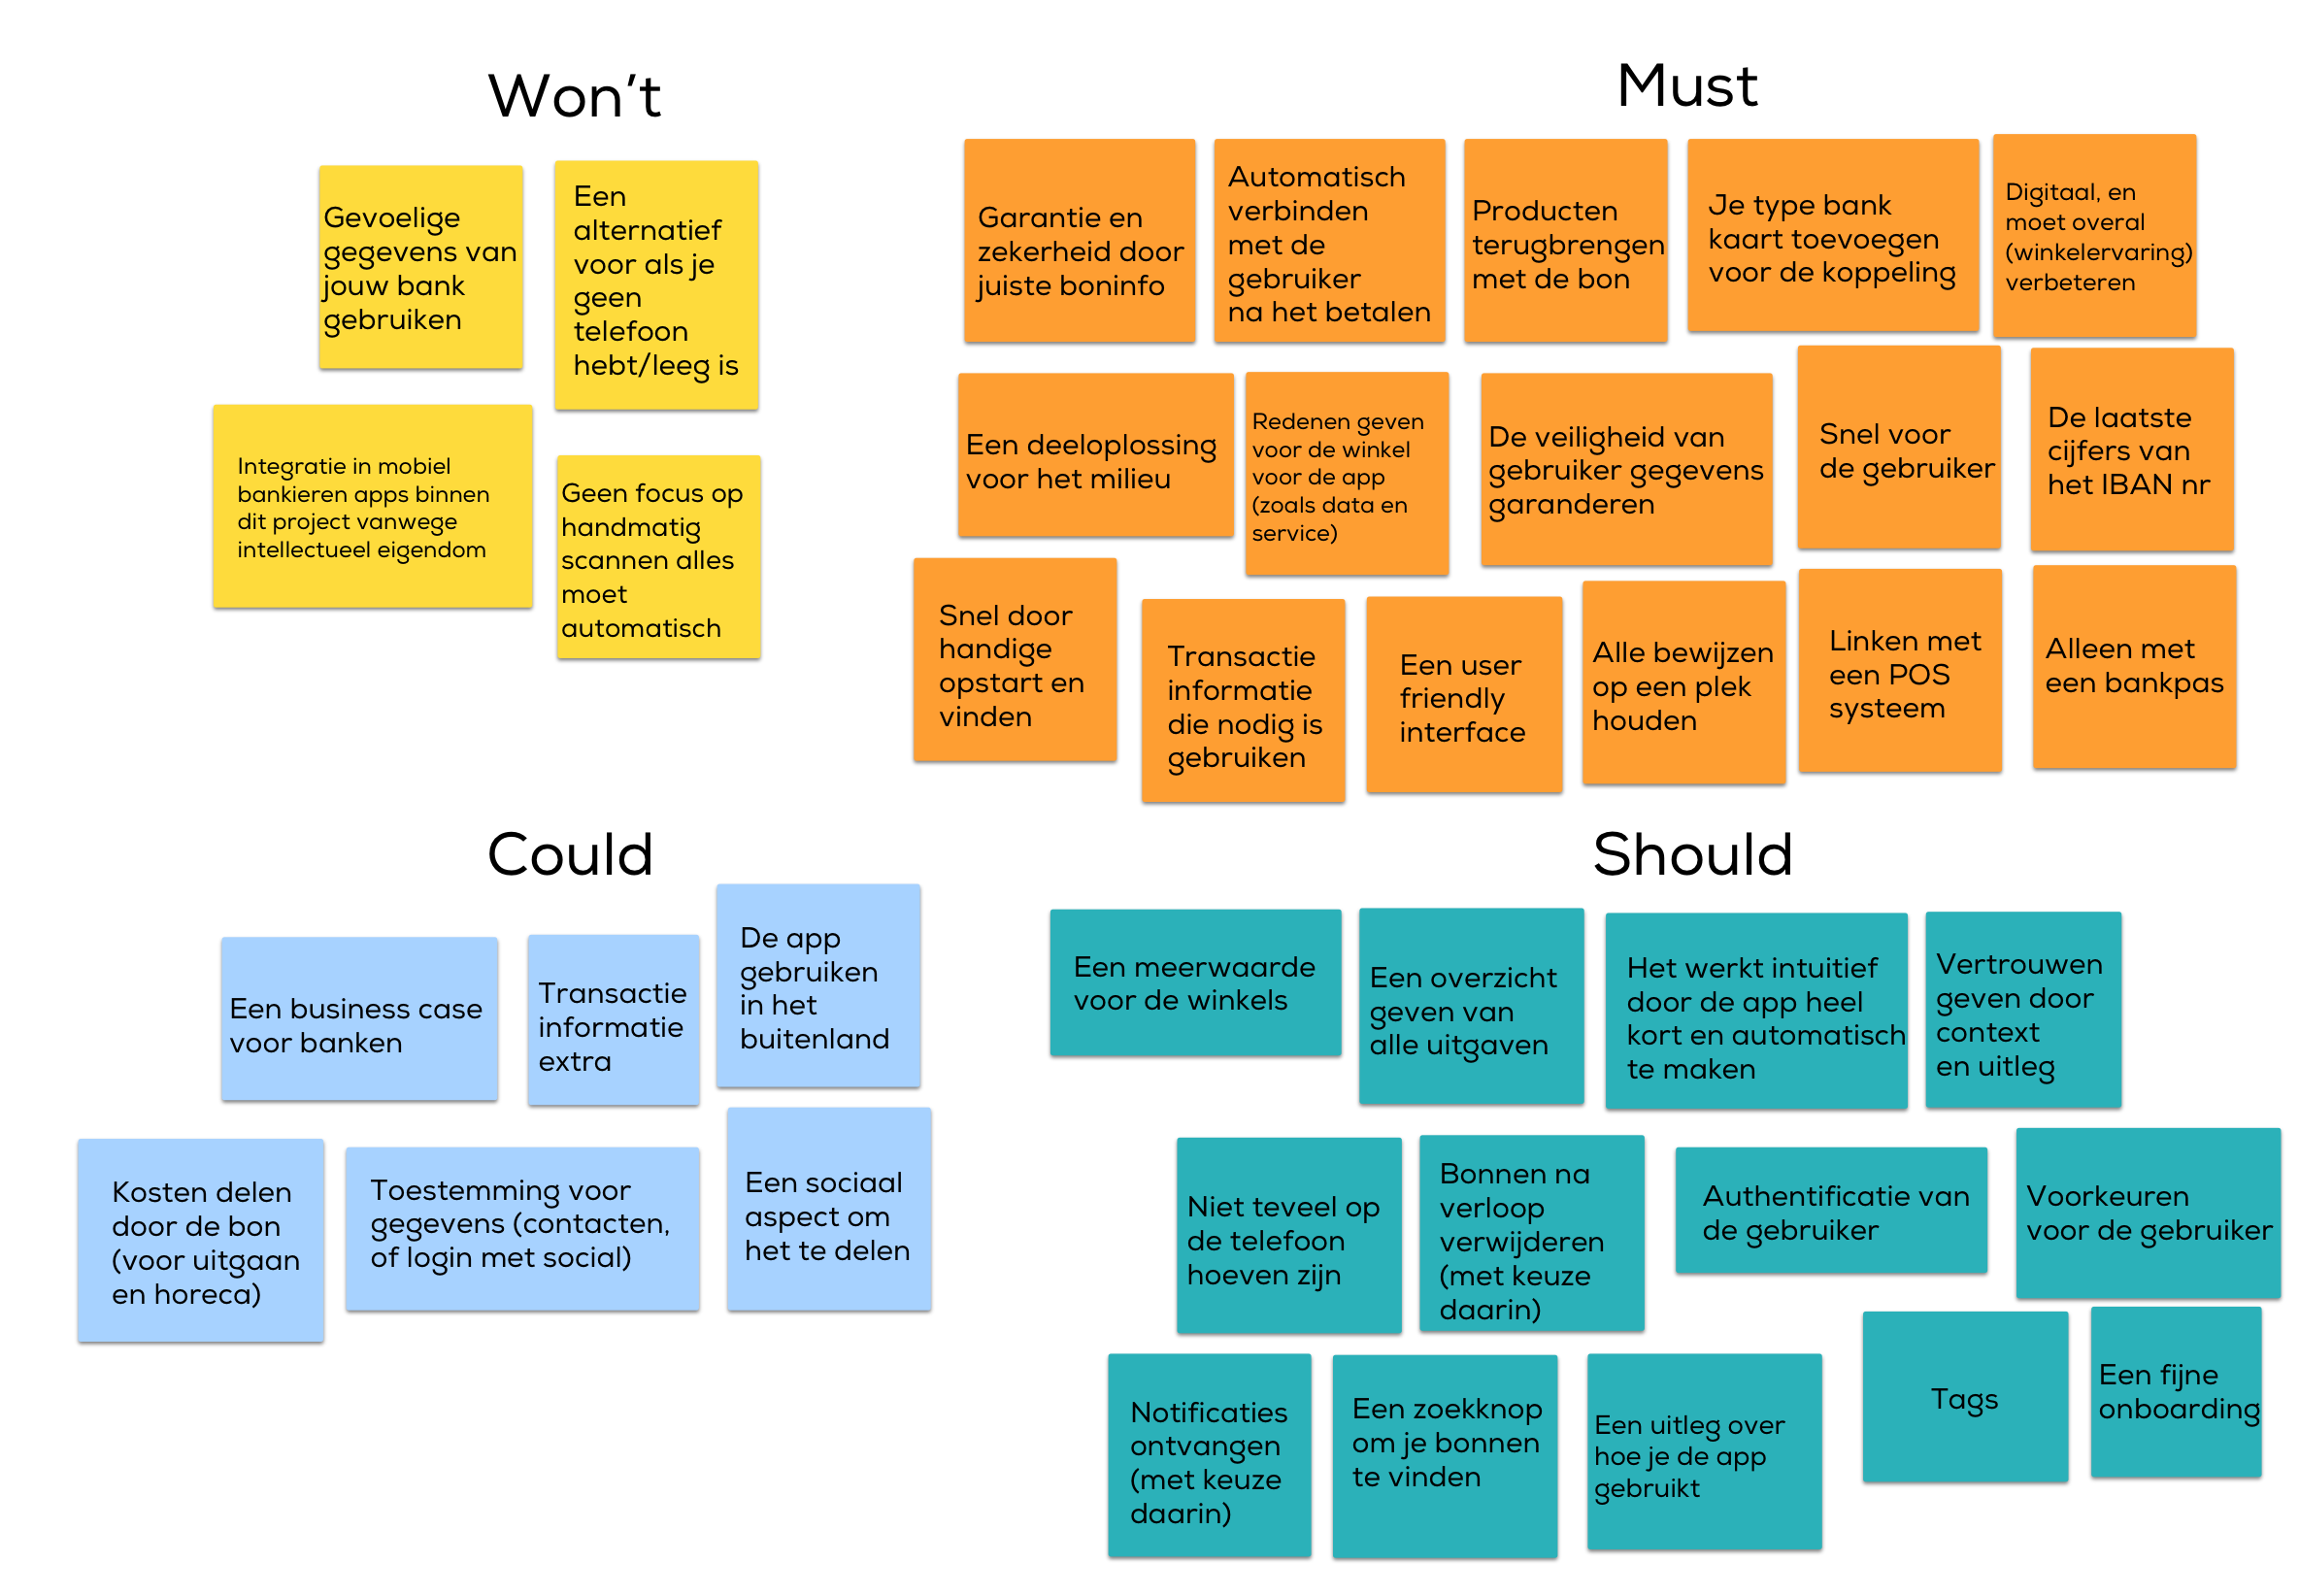 Won't
Gevoelige
gegevens van
jouw bank
gebruiken
Een
alternatief
voor als je
geen
telefoon
hebt/leeg is
Integratie in mobiel
bankieren apps binnen
dit project vanwege
intellectueel eigendom
Geen focus op
handmatig
scannen alles
moet
automatisch
Must
Garantie en
zekerheid door
juiste boninfo
Automatisch
verbinden
met de
gebruiker
na het betalen
Producten
terugbrengen
met de bon
Je type bank
kaart toevoegen
voor de koppeling
Digitaal, en
moet overal
(winkelervaring)
verbeteren
Een deeloplossing
voor het milieu
Redenen geven
voor de winkel
voor de app
(zoals data en
service)
De veiligheid van
gebruiker gegevens
garanderen
Snel voor
de gebruiker
De laatste
cijfers van
het IBAN nr
Snel door
handige
opstart en
vinden
Transactie
informatie
die nodig is
gebruiken
Een user
friendly
interface
Alle bewijzen
op een plek
houden
Linken met
een POS
systeem
Alleen met
een bankpas
Could
Een business case
voor banken
Transactie
informatie
extra
De app
gebruiken
in het
buitenland
Kosten delen
door de bon
(voor uitgaan
en horeca)
Toestemming voor
gegevens (contacten,
of login met social)
Een sociaal
aspect om
het te delen
Should
Een meerwaarde
voor de winkels
Een overzicht
geven van
alle uitgaven
Het werkt intuitief
door de app heel
kort en automatisch
te maken
Vertrouwen
geven door
context
en uitleg
Niet teveel op
de telefoon
hoeven zijn
Bonnen na
verloop
verwijderen
(met keuze
daarin)
Authentificatie van
de gebruiker
Voorkeuren
voor de gebruiker
Notificaties
ontvangen
(met keuze
daarin)
Een zoekknop
om je bonnen
te vinden
Een uitleg over
hoe je de app
gebruikt
Tags
Een fijne
onboarding